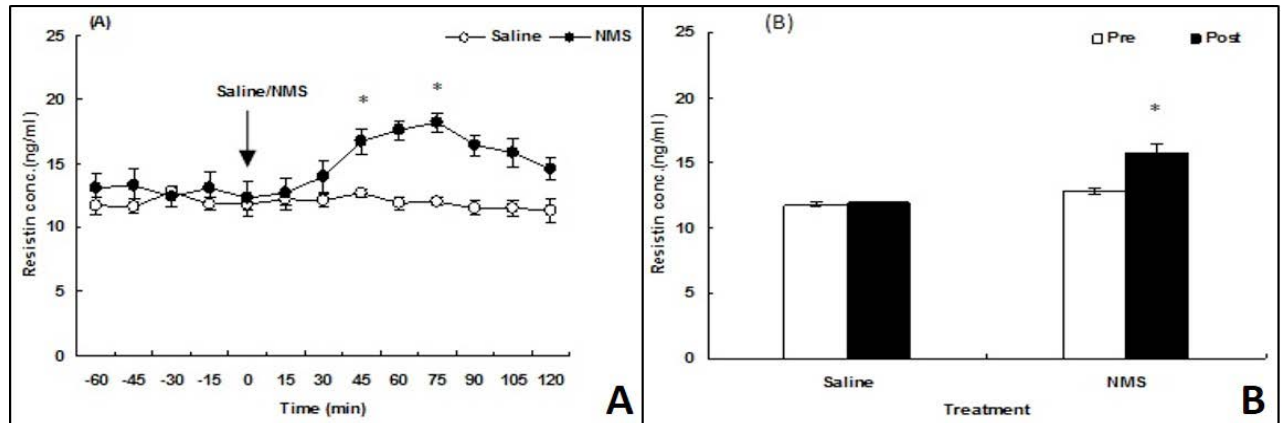 (A)
25
20
15
10
5
0
Resistin conc.(ng/ml)
Saline NMS
Saline/NMS
* *
-60 -45 -30 -15 0 15 30 45 60 75 90 105 120
Time (min)
A
(B)
25
20
15
10
5
0
Resistin conc.(ng/ml)
Pre Post
*
Saline NMS
Treatment
B